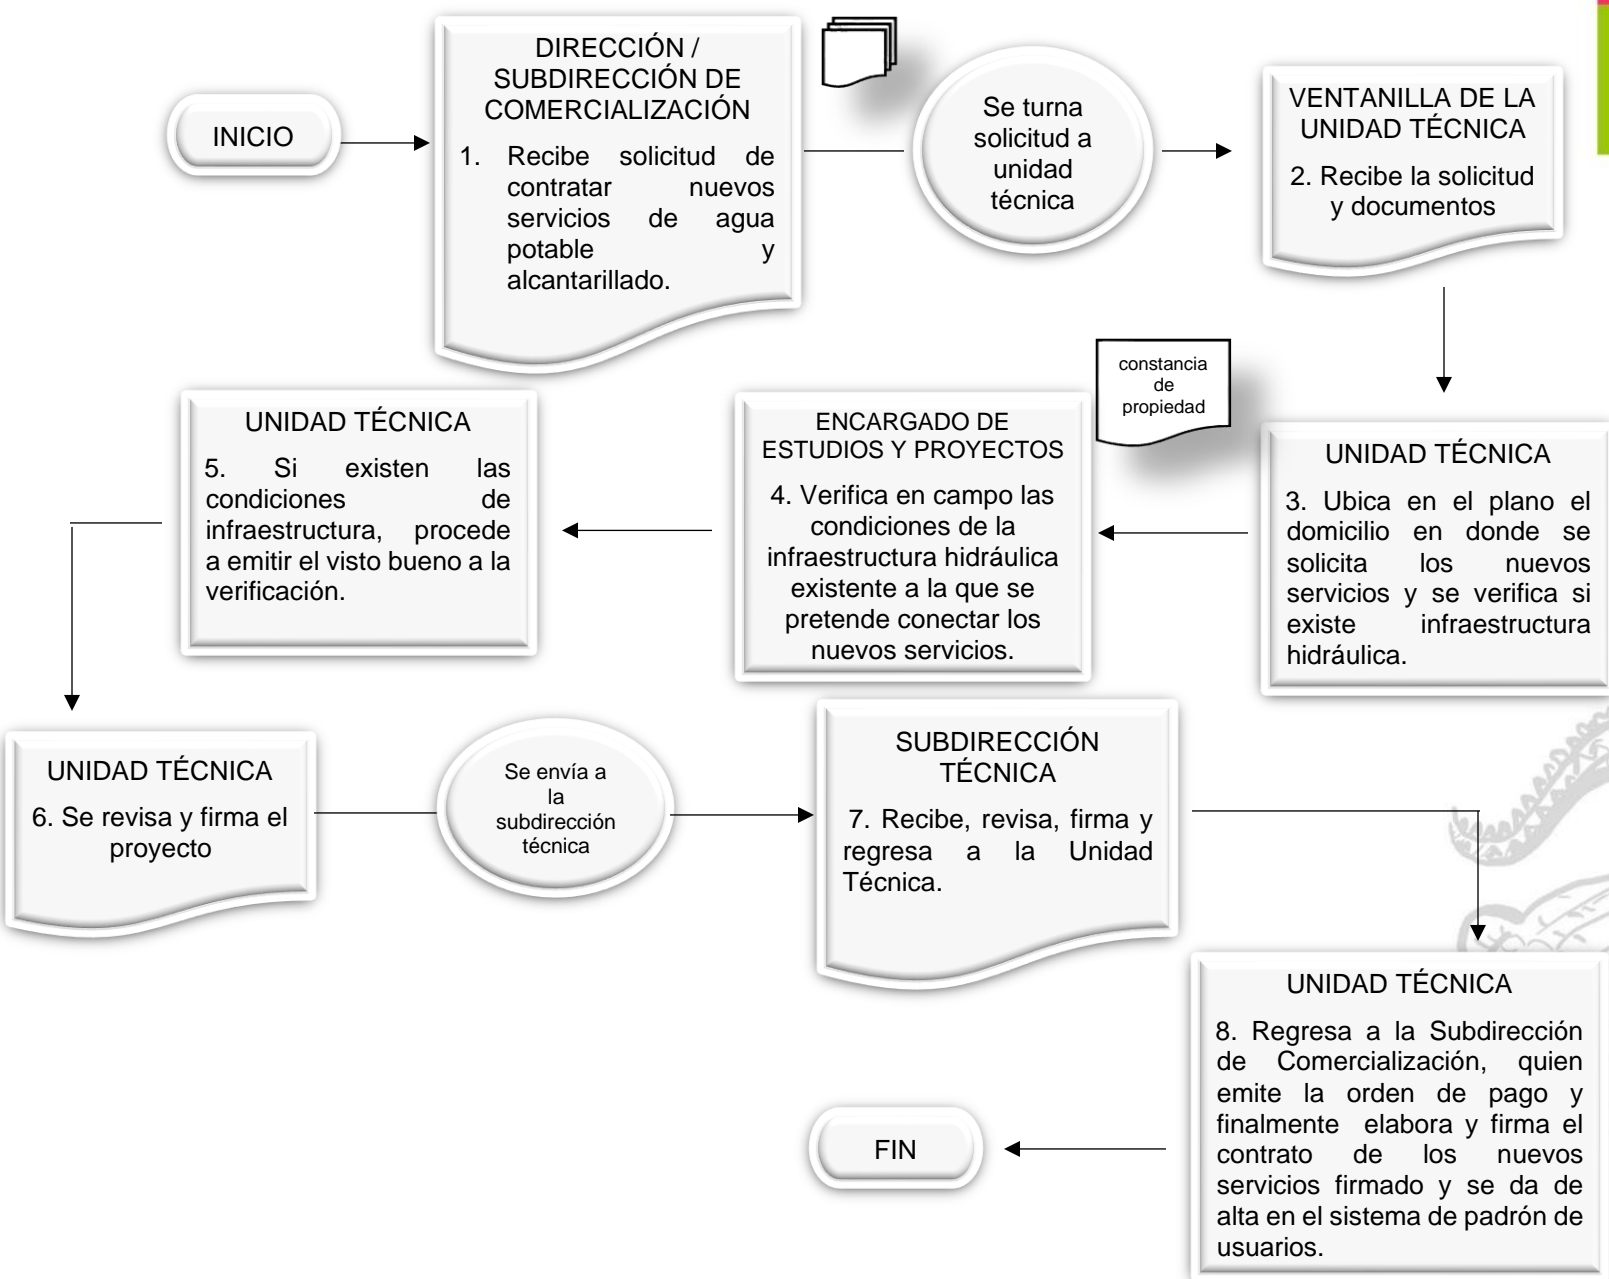 INICIO
DIRECCIÓN /
SUBDIRECCIÓN DE
COMERCIALIZACIÓN
1. Recibe solicitud de
contratar nuevos
servicios de agua
potable y
alcantarillado.
Se turna
solicitud a
unidad
técnica
VENTANILLA DE LA
UNIDAD TÉCNICA
2. Recibe la solicitud
y documentos
UNIDAD TÉCNICA
3. Ubica en el plano el
domicilio en donde se
solicita los nuevos
servicios y se verifica si
existe infraestructura
hidráulica.
constancia
de
propiedad
ENCARGADO DE
ESTUDIOS Y PROYECTOS
4. Verifica en campo las
condiciones de la
infraestructura hidráulica
existente a la que se
pretende conectar los
nuevos servicios.
UNIDAD TÉCNICA
5. Si existen las
condiciones de
infraestructura, procede
a emitir el visto bueno a la
verificación.
UNIDAD TÉCNICA
6. Se revisa y firma el
proyecto
Se envía a
la
subdirección
técnica
SUBDIRECCIÓN
TÉCNICA
7. Recibe, revisa, firma y
regresa a la Unidad
Técnica.
UNIDAD TÉCNICA
8. Regresa a la Subdirección
de Comercialización, quien
emite la orden de pago y
finalmente elabora y firma el
contrato de los nuevos
servicios firmado y se da de
alta en el sistema de padrón de
usuarios.
FIN